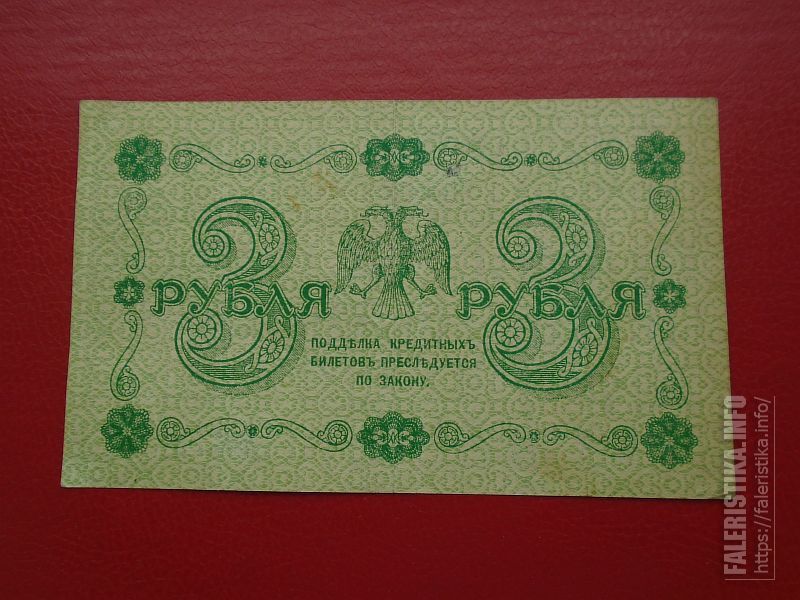 3 3
РУБЛЯ РУБЛЯ
ПОДДѢЛКА КРЕДИТНЫХЪ
БИЛЕТОВЪ ПРЕСЛѢДУЕТСЯ
ПО ЗАКОНУ.
FALERISTIKA.INFO
https://faleristika.info/